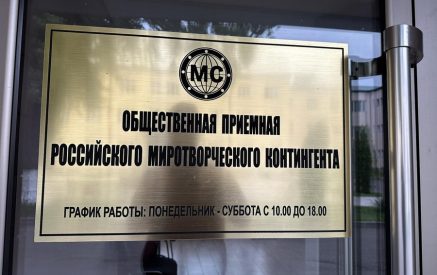 МС
ОБЩЕСТВЕННАЯ ПРИЕМНАЯ
РОССИЙСКОГО МИРОТВОРЧЕСКОГО КОНТИНГЕНТА
ГРАФИК РАБОТЫ: ПОНЕДЕЛЬНИК - СУББОТА С 10.00 ДО 18.00